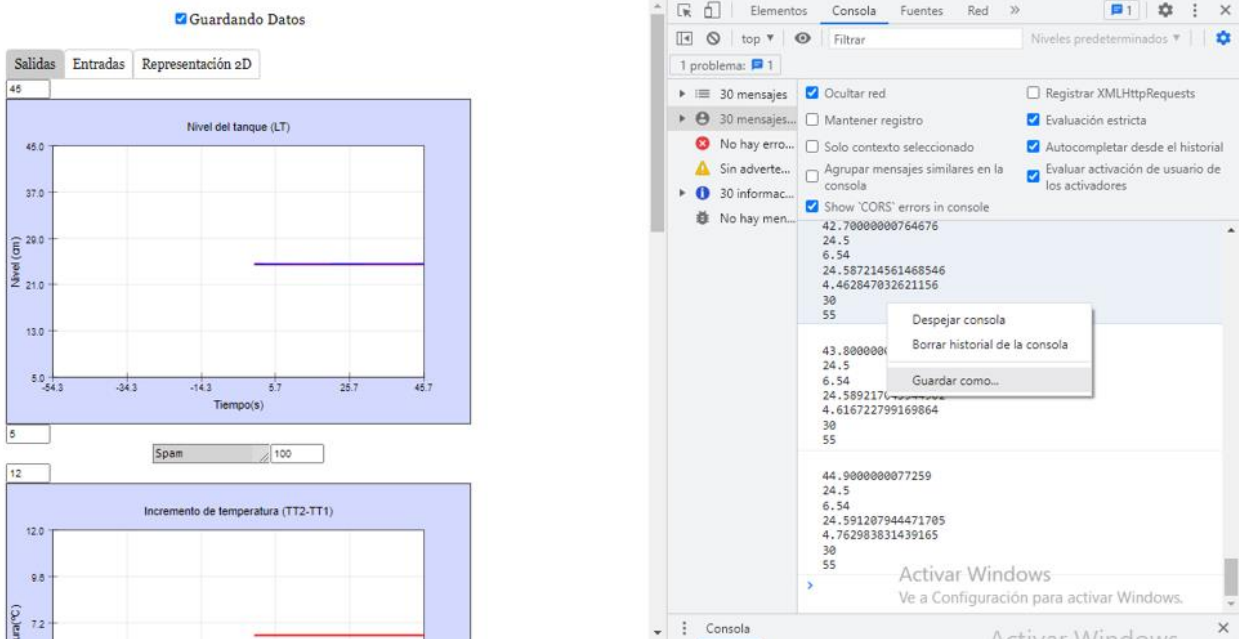 Guardando Datos
Salidas Entradas Representación 2D
45
Nivel del tanque (LT)
45.0
37.0
29.0
21.0
13.0
5.0
Nivel (cm)
-54.3 -34.3 -14.3 5.7 25.7 45.7
Tiempo(s)
5
Spam 100
12
Incremento de temperatura (TT2-TT1)
12.0
9.6
7.2
Elementos Consola Fuentes Red » 1
top Filtrar Niveles predeterminados
1 problema: 1
30 mensajes
30 mensajes...
No hay erro...
Sin adverte...
30 informac...
No hay men...
Ocultar red
Registrar XMLHttpRequests
Mantener registro
Evaluación estricta
Solo contexto seleccionado
Autocompletar desde el historial
Agrupar mensajes similares en la
consola
Evaluar activación de usuario de
los activadores
Show `CORS` errors in console
42.70000000764676
24.5
6.54
24.587214561468546
4.462847032621156
30
55
Despejar consola
Borrar historial de la consola
Guardar como...
24.5
6.54
4.616722799169864
30
55
44.9000000077259
24.5
6.54
24.591207944471705
4.762983831439165
30
55
Activar Windows
Ve a Configuración para activar Windows.
Consola
Activar Windows